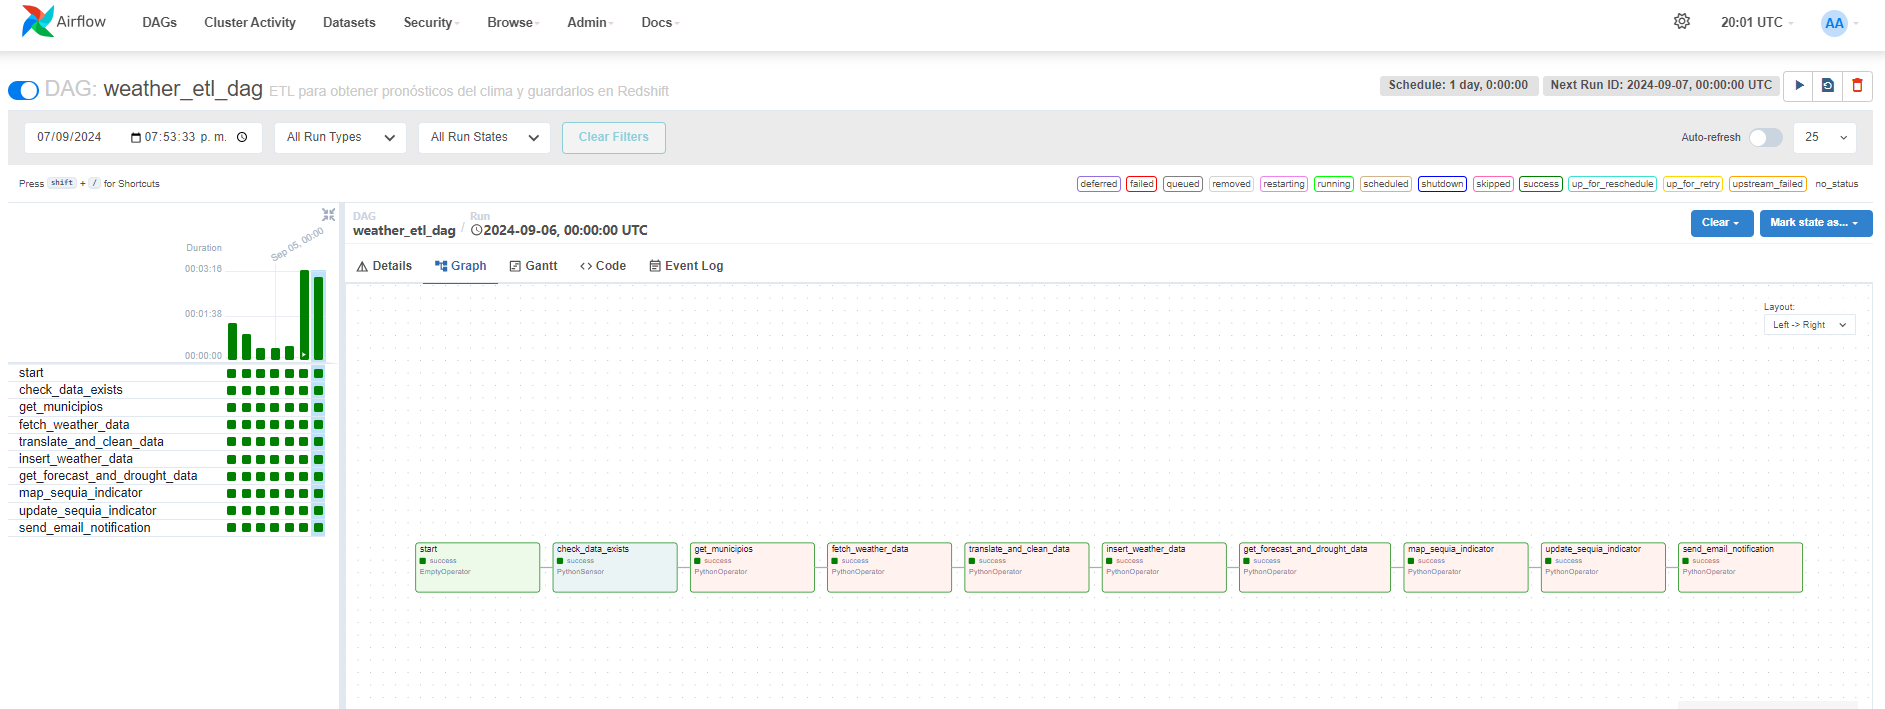 Airflow DAGs Cluster Activity Datasets Security Browse Admin Docs 20:01 UTC AA
DAG: weather_etl_dag ETL para obtener pronósticos del clima y guardarlos en Redshift Schedule: 1 day, 0:00:00 Next Run ID: 2024-09-07, 00:00:00 UTC
07/09/2024 07:53:33 p. m. All Run Types All Run States Clear Filters Auto-refresh 25
Press shift + / for Shortcuts deferred failed queued removed restarting running scheduled shutdown skipped success up_for_reschedule up_for_retry upstream_failed no_status
DAG Run
weather_etl_dag / 2024-09-06, 00:00:00 UTC Clear Mark state as...
Sep 05, 00:00
Duration
00:03:16
00:01:38
00:00:00
start
check_data_exists
get_municipios
fetch_weather_data
translate_and_clean_data
insert_weather_data
get_forecast_and_drought_data
map_sequia_indicator
update_sequia_indicator
send_email_notification
Details Graph Gantt <> Code Event Log
Layout:
Left -> Right
start
success
EmptyOperator
check_data_exists
success
PythonSensor
get_municipios
success
PythonOperator
fetch_weather_data
success
PythonOperator
translate_and_clean_data
success
PythonOperator
insert_weather_data
success
PythonOperator
get_forecast_and_drought_data
success
PythonOperator
map_sequia_indicator
success
PythonOperator
update_sequia_indicator
success
PythonOperator
send_email_notification
success
PythonOperator